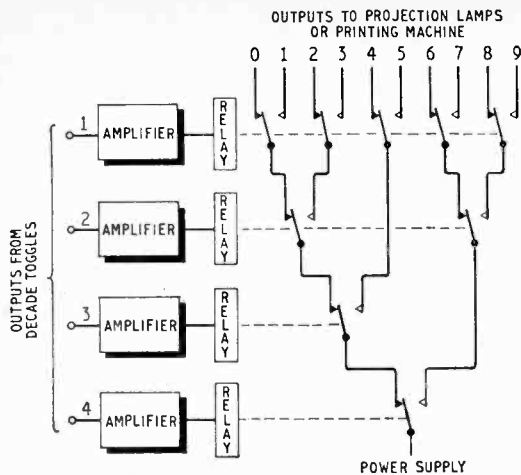 OUTPUTS TO PROJECTION LAMPS
OR PRINTING MACHINE
0 1 2 3 4 5 6 7 8 9
OUTPUTS FROM
DECADE TOGGLES
1 AMPLIFIER RELAY
2 AMPLIFIER RELAY
3 AMPLIFIER RELAY
4 AMPLIFIER RELAY
POWER SUPPLY